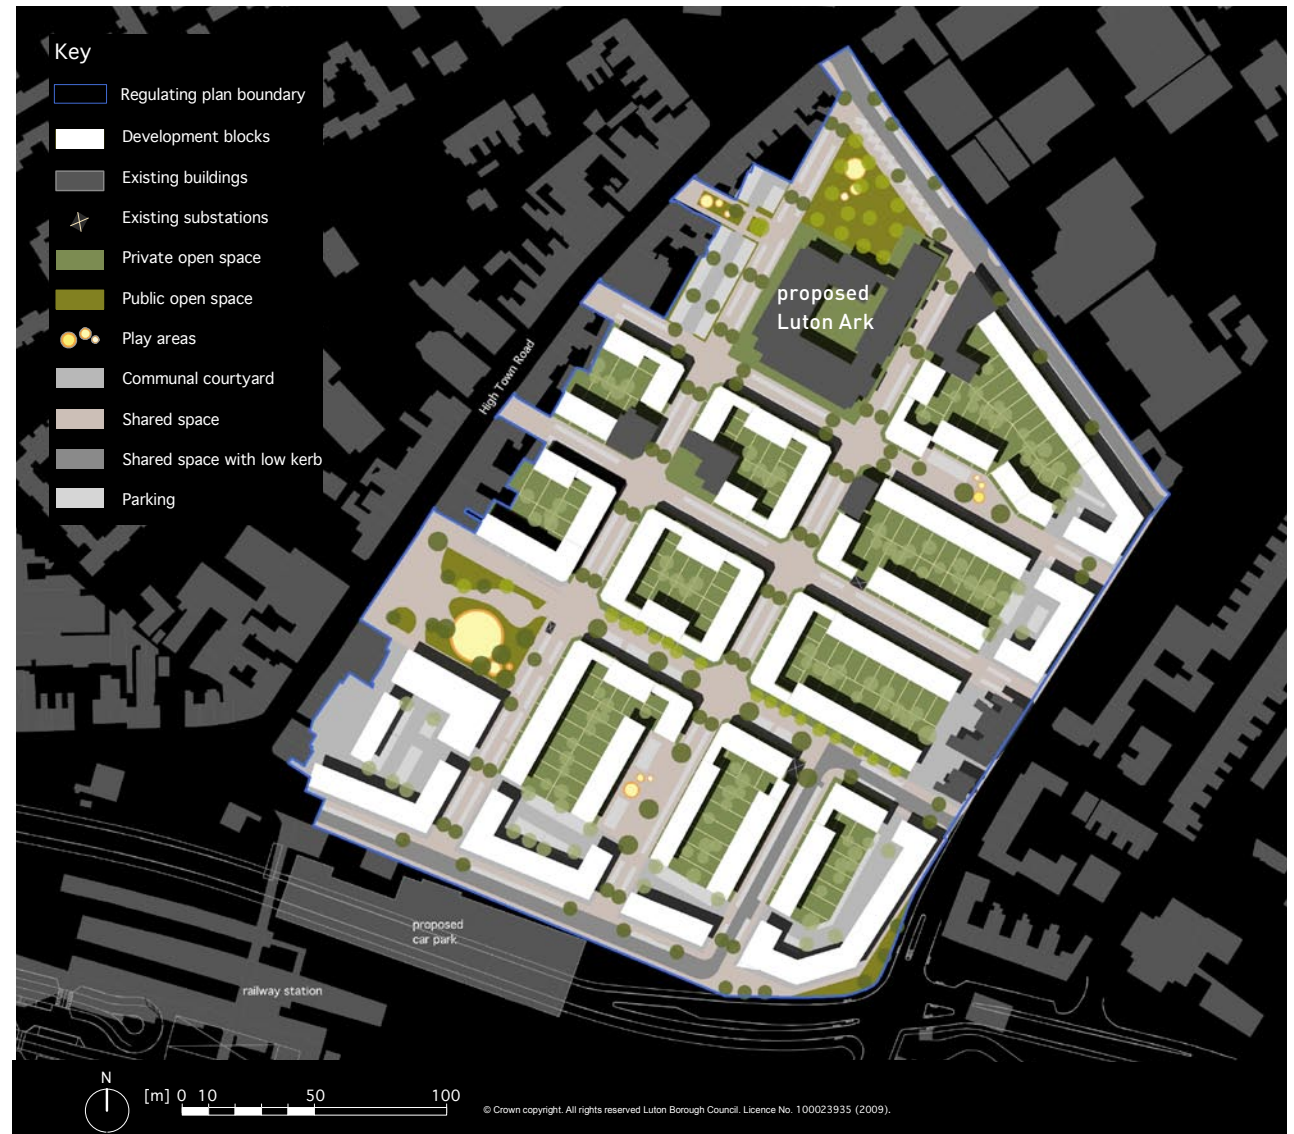 Key
Regulating plan boundary
Development blocks
Existing buildings
Existing substations
Private open space
Public open space
Play areas
Communal courtyard
Shared space
Shared space with low kerb
Parking
proposed
Luton Ark
High Town Road
proposed
car park
railway station
N
[m] 0 10 50 100
© Crown copyright. All rights reserved Luton Borough Council. Licence No. 100023935 (2009).